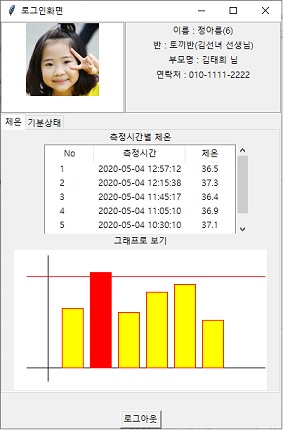 로그인화면
이름 : 정아름(6)
반 : 토끼반(김선녀 선생님)
부모명 : 김태희 님
연락처 : 010-1111-2222
체온 기분상태
측정시간별 체온
No 측정시간 체온
1 2020-05-04 12:57:12 36.5
2 2020-05-04 12:15:38 37.3
3 2020-05-04 11:45:17 36.4
4 2020-05-04 11:05:10 36.9
5 2020-05-04 10:30:10 37.1
그래프로 보기
로그아웃